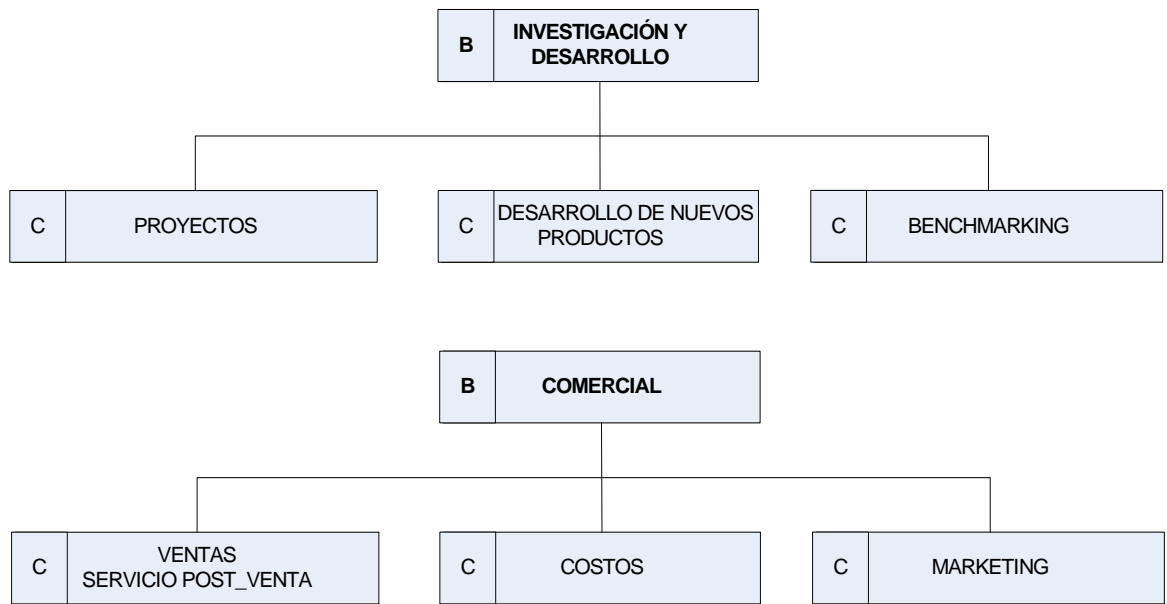 B
INVESTIGACIÓN Y
DESARROLLO
C
PROYECTOS
C
DESARROLLO DE NUEVOS
PRODUCTOS
C
BENCHMARKING
B
COMERCIAL
C
VENTAS
SERVICIO POST_VENTA
C
COSTOS
C
MARKETING